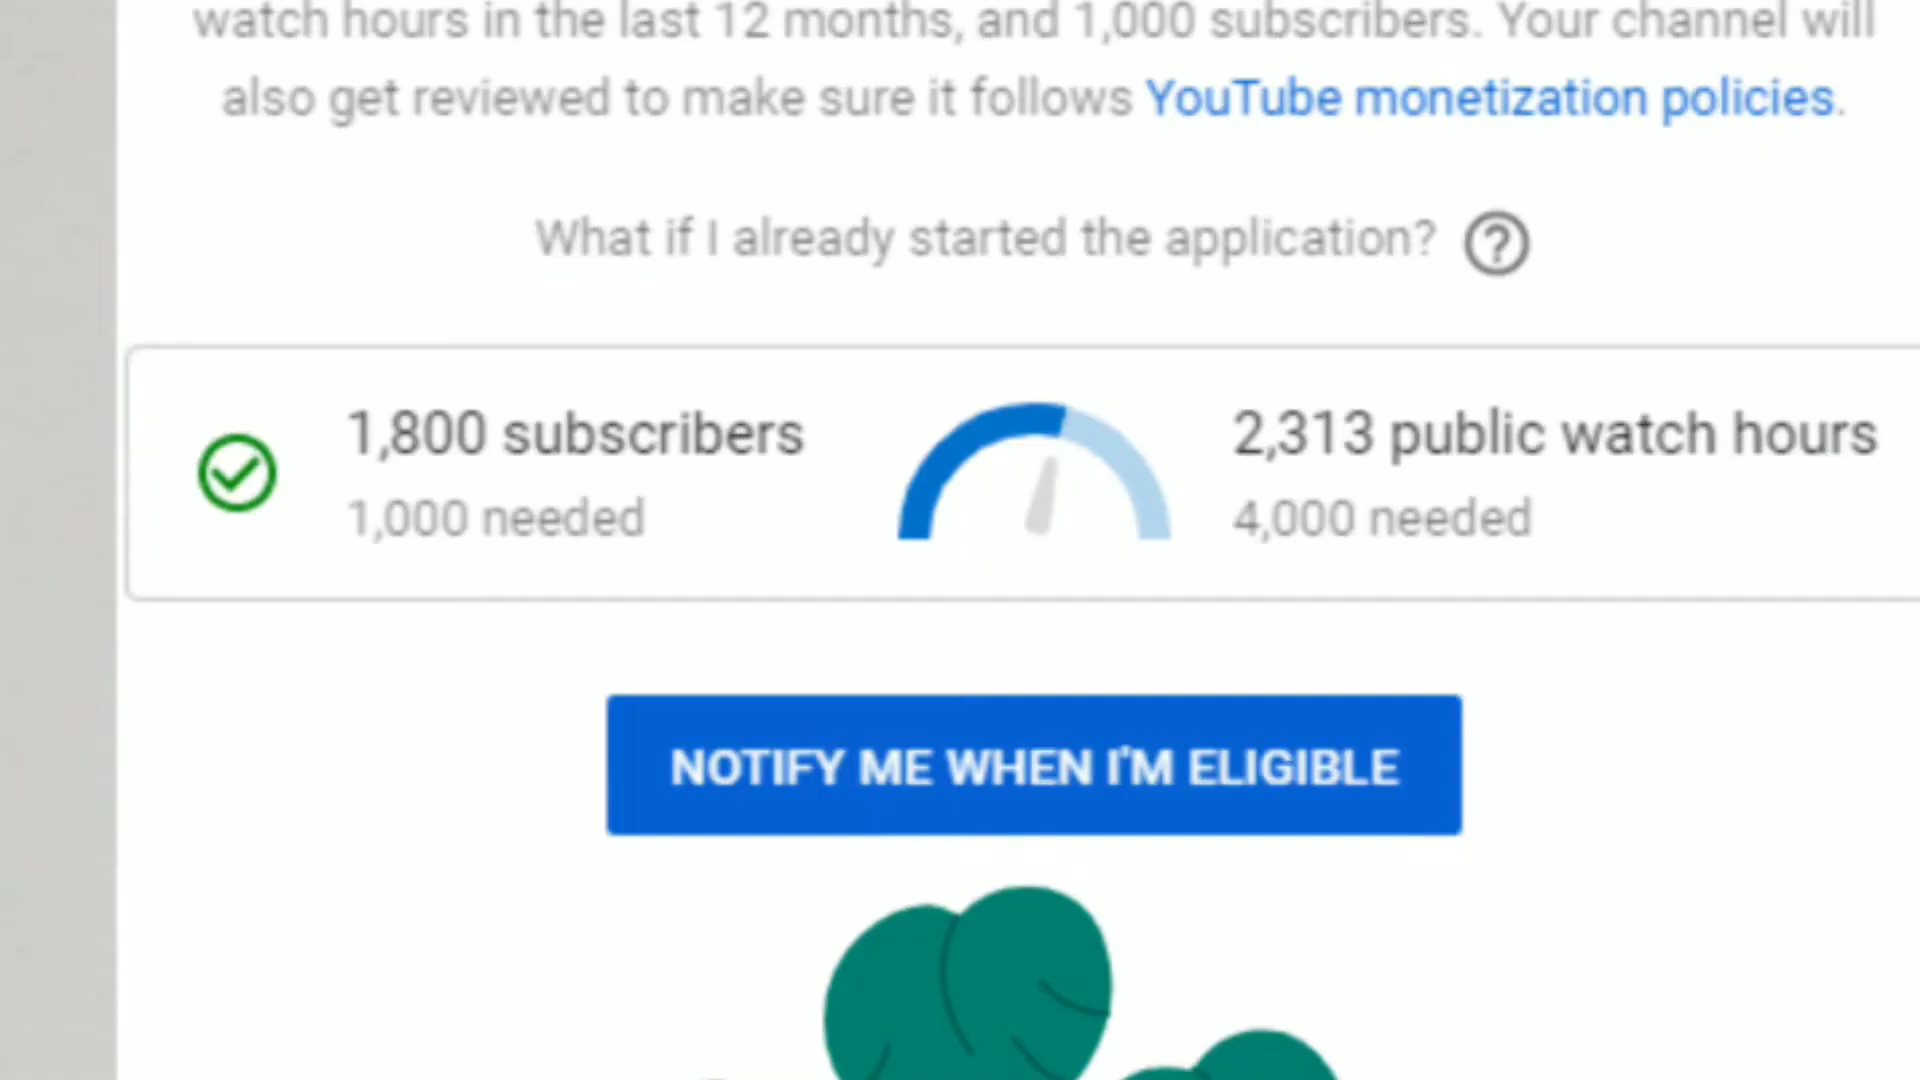 watch hours in the last 12 months, and 1,000 subscribers. Your channel will
also get reviewed to make sure it follows YouTube monetization policies.
What if I already started the application? ?
1,800 subscribers
1,000 needed
2,313 public watch hours
4,000 needed
NOTIFY ME WHEN I'M ELIGIBLE